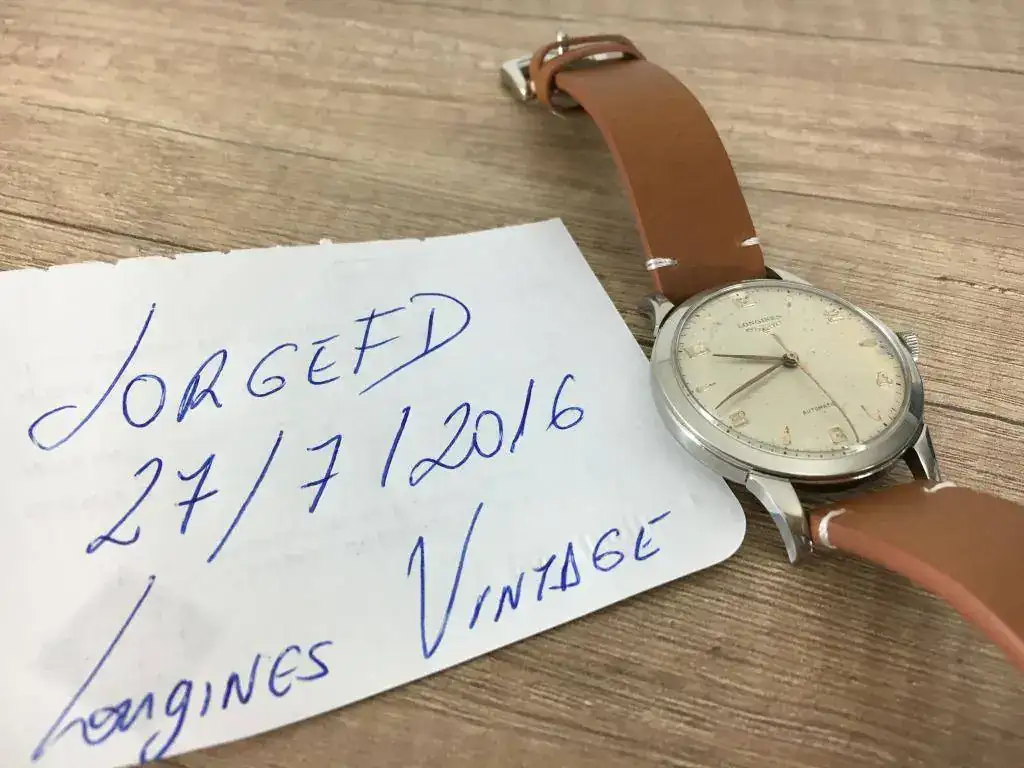 JORGEFD
27/7/2016
Longines Vintage
LONGINES
AUTOMATIC